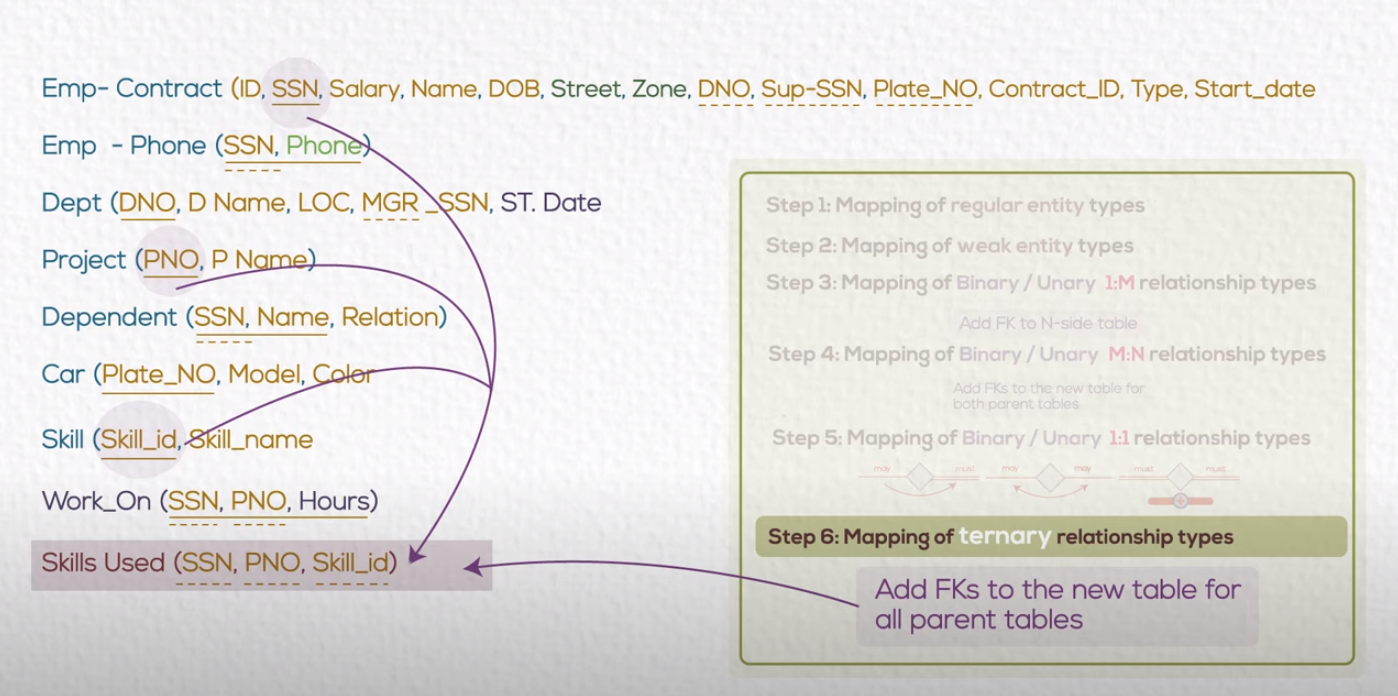 Emp- Contract (ID, SSN, Salary, Name, DOB, Street, Zone, DNO, Sup-SSN, Plate_NO, Contract_ID, Type, Start_date
Emp - Phone (SSN, Phone)
Dept (DNO, D Name, LOC, MGR _SSN, ST. Date
Project (PNO, P Name)
Dependent (SSN, Name, Relation)
Car (Plate_NO, Model, Color
Skill (Skill_id, Skill_name
Work_On (SSN, PNO, Hours)
Skills Used (SSN, PNO, Skill_id)
Step 1: Mapping of regular entity types
Step 2: Mapping of weak entity types
Step 3: Mapping of Binary / Unary 1:M relationship types
Add FK to N-side table
Step 4: Mapping of Binary / Unary M:N relationship types
Add FKs to the new table for
both parent tables
Step 5: Mapping of Binary / Unary 1:1 relationship types
may must may may must must
Step 6: Mapping of ternary relationship types
Add FKs to the new table for
all parent tables